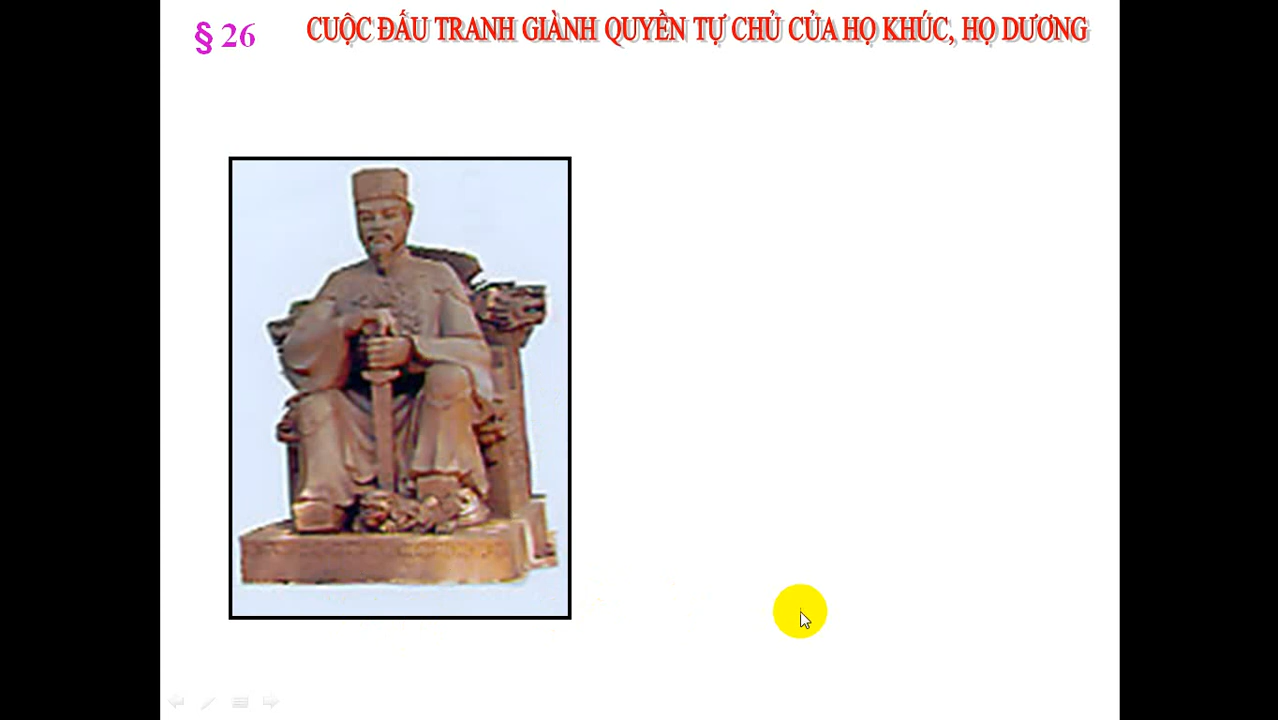 § 26
CUỘC ĐẤU TRANH GIÀNH QUYỀN TỰ CHỦ CỦA HỌ KHÚC, HỌ DƯƠNG